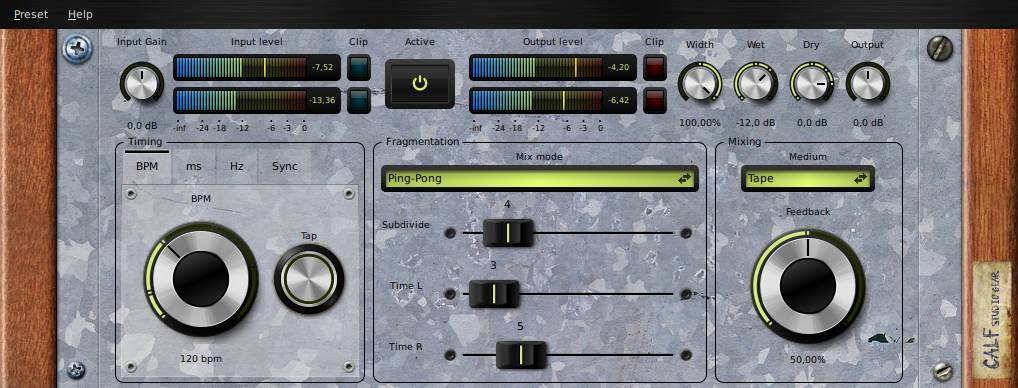 Preset Help
Input Gain Input level Clip Active Output level Clip Width Wet Dry Output
-7,52 -4,20
-13,36 -6,42
0,0 dB -inf -24 -18 -12 -6 -3 0 -inf -24 -18 -12 -6 -3 0 100,00% -12,0 dB 0,0 dB 0,0 dB
Timing Fragmentation Mixing
BPM ms Hz Sync Mix mode Medium
Ping-Pong Tape
BPM 4 Feedback
Subdivide
Tap 3
Time L
5
Time R
120 bpm 50,00%
CALF STUDIO GEAR